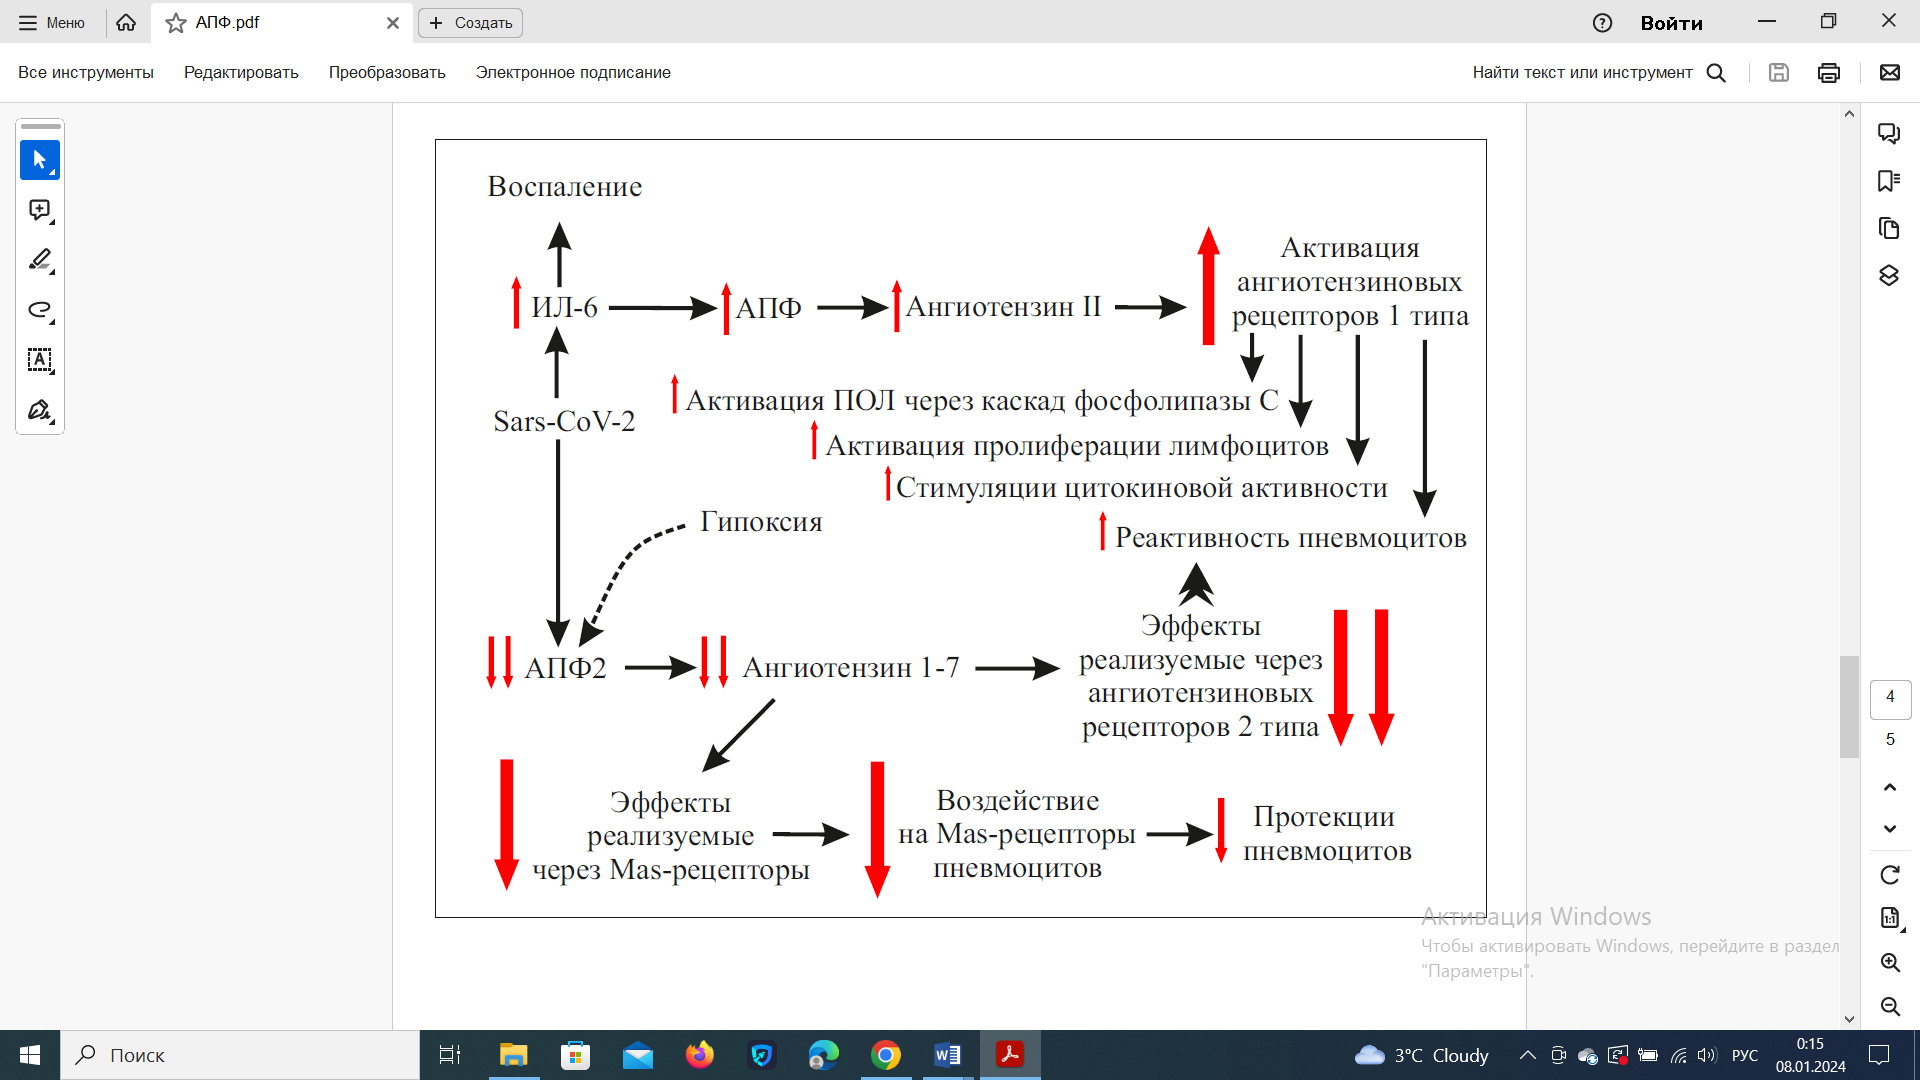 Меню
АПФ.pdf
Создать
Войти
Все инструменты
Редактировать
Преобразовать
Электронное подписание
Найти текст или инструмент
Воспаление
ИЛ-6
АПФ
Ангиотензин II
Активация
ангиотензиновых
рецепторов 1 типа
Активация ПОЛ через каскад фосфолипазы С
Sars-CoV-2
Активация пролиферации лимфоцитов
Стимуляции цитокиновой активности
Гипоксия
Реактивность пневмоцитов
АПФ2
Ангиотензин 1-7
Эффекты
реализуемые через
ангиотензиновых
рецепторов 2 типа
Эффекты
реализуемые
через Mas-рецепторы
Воздействие
на Mas-рецепторы
пневмоцитов
Протекции
пневмоцитов
4
5
1:1
Активация Windows
Чтобы активировать Windows, перейдите в раздел
"Параметры".
Поиск
3°C Cloudy
РУС
0:15
08.01.2024